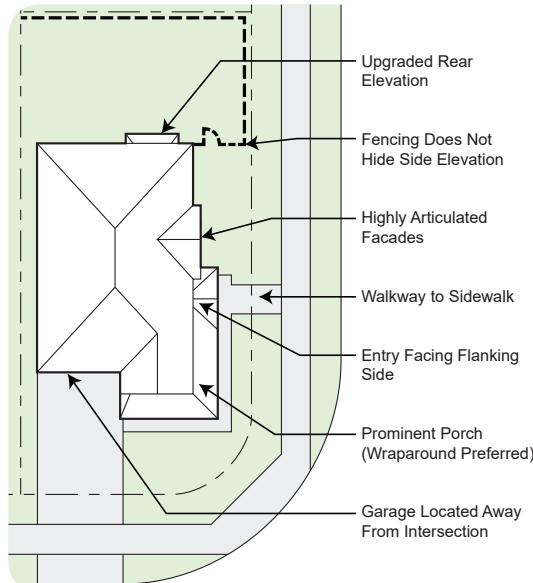 Upgraded Rear
Elevation
Fencing Does Not
Hide Side Elevation
Highly Articulated
Facades
Walkway to Sidewalk
Entry Facing Flanking
Side
Prominent Porch
(Wraparound Preferred)
Garage Located Away
From Intersection